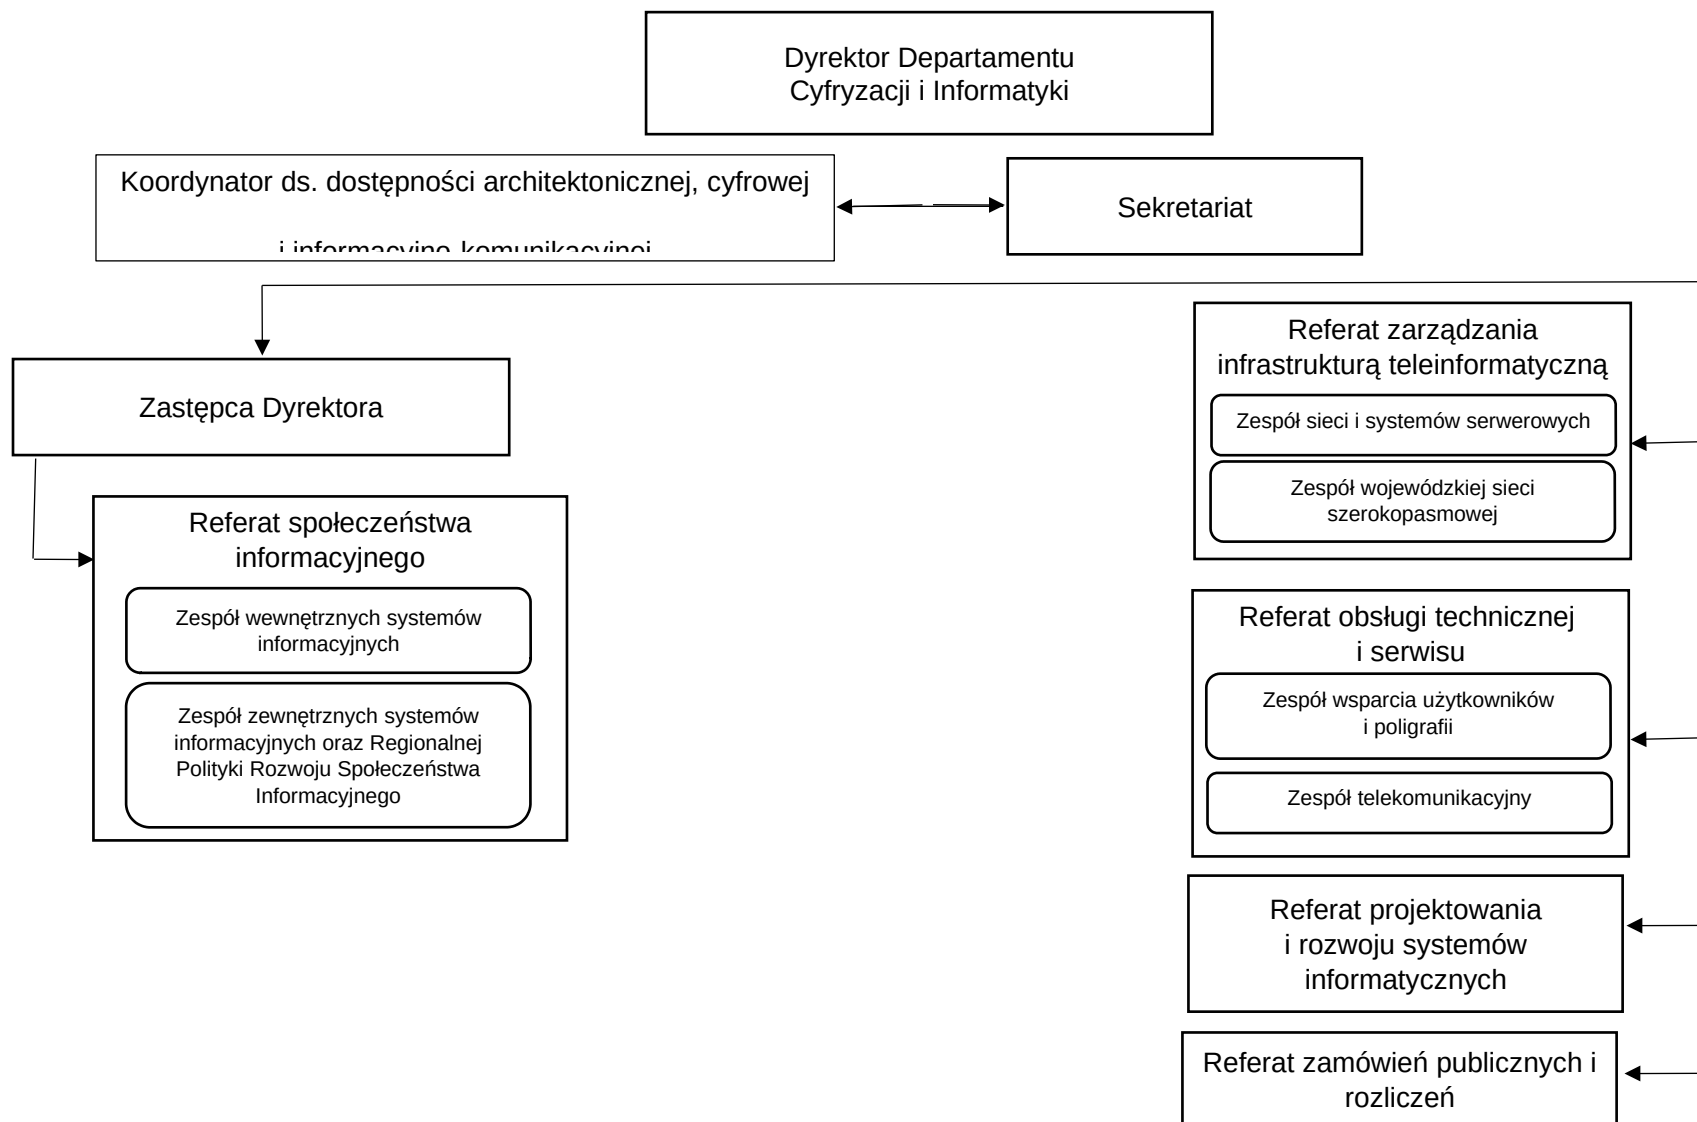 Dyrektor Departamentu
Cyfryzacji i Informatyki
Koordynator ds. dostępności architektonicznej, cyfrowej
i informacyjno-komunikacyjnej
Sekretariat
Zastępca Dyrektora
Referat społeczeństwa
informacyjnego
Zespół wewnętrznych systemów
informacyjnych
Zespół zewnętrznych systemów
informacyjnych oraz Regionalnej
Polityki Rozwoju Społeczeństwa
Informacyjnego
Referat zarządzania
infrastrukturą teleinformatyczną
Zespół sieci i systemów serwerowych
Zespół wojewódzkiej sieci
szerokopasmowej
Referat obsługi technicznej
i serwisu
Zespół wsparcia użytkowników
i poligrafii
Zespół telekomunikacyjny
Referat projektowania
i rozwoju systemów
informatycznych
Referat zamówień publicznych i
rozliczeń